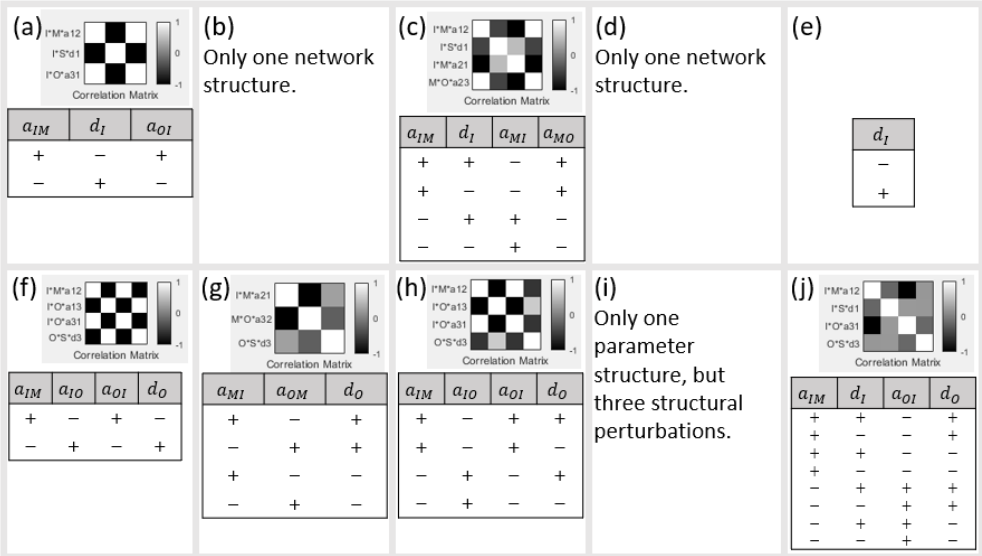 (a)
I*M*a12
I*S*d1
I*O*a31
1
0
-1
Correlation Matrix
a_IM d_I a_OI
+ − +
− + −
(b)
Only one network
structure.
(c)
I*M*a12
I*S*d1
I*M*a21
M*O*a23
1
0
-1
Correlation Matrix
a_IM d_I a_MI a_MO
+ + − +
+ − − +
− + + −
− − + −
(d)
Only one network
structure.
(e)
d_I
−
+
(f)
I*M*a12
I*O*a13
I*O*a31
O*S*d3
1
0
-1
Correlation Matrix
a_IM a_IO a_OI d_O
+ − + −
− + − +
(g)
I*M*a21
M*O*a32
O*S*d3
1
0
-1
Correlation Matrix
a_MI a_OM d_O
+ − +
− + +
+ − −
− + −
(h)
I*M*a12
I*O*a13
I*O*a31
O*S*d3
1
0
-1
Correlation Matrix
a_IM a_IO a_OI d_O
+ − + +
+ − + −
− + − +
− + − −
(i)
Only one
parameter
structure, but
three structural
perturbations.
(j)
I*M*a12
I*S*d1
I*O*a31
O*S*d3
1
0
-1
Correlation Matrix
a_IM d_I a_OI d_O
+ + − +
+ − − +
+ + − −
+ − − −
− + + +
− − + +
− + + −
− − + −